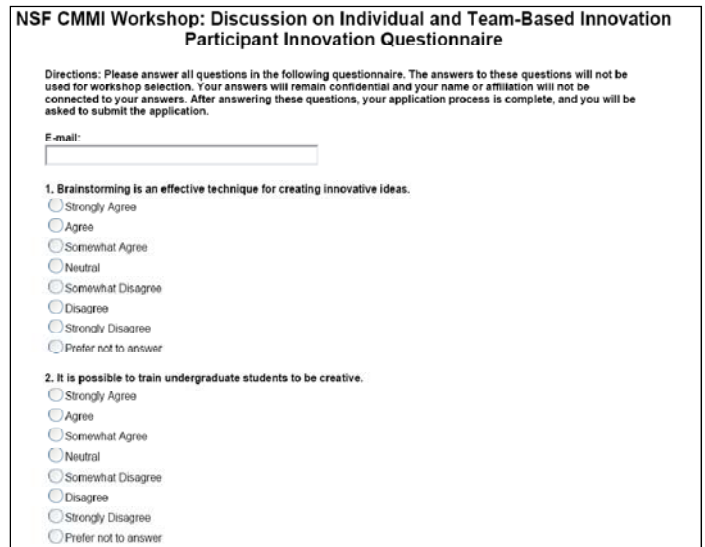 NSF CMMI Workshop: Discussion on Individual and Team-Based Innovation
Participant Innovation Questionnaire
Directions: Please answer all questions in the following questionnaire. The answers to these questions will not be
used for workshop selection. Your answers will remain confidential and your name or affiliation will not be
connected to your answers. After answering these questions, your application process is complete, and you will be
asked to submit the application.
E-mail:
1. Brainstorming is an effective technique for creating innovative ideas.
Strongly Agree
Agree
Somewhat Agree
Neutral
Somewhat Disagree
Disagree
Strongly Disagree
Prefer not to answer
2. It is possible to train undergraduate students to be creative.
Strongly Agree
Agree
Somewhat Agree
Neutral
Somewhat Disagree
Disagree
Strongly Disagree
Prefer not to answer